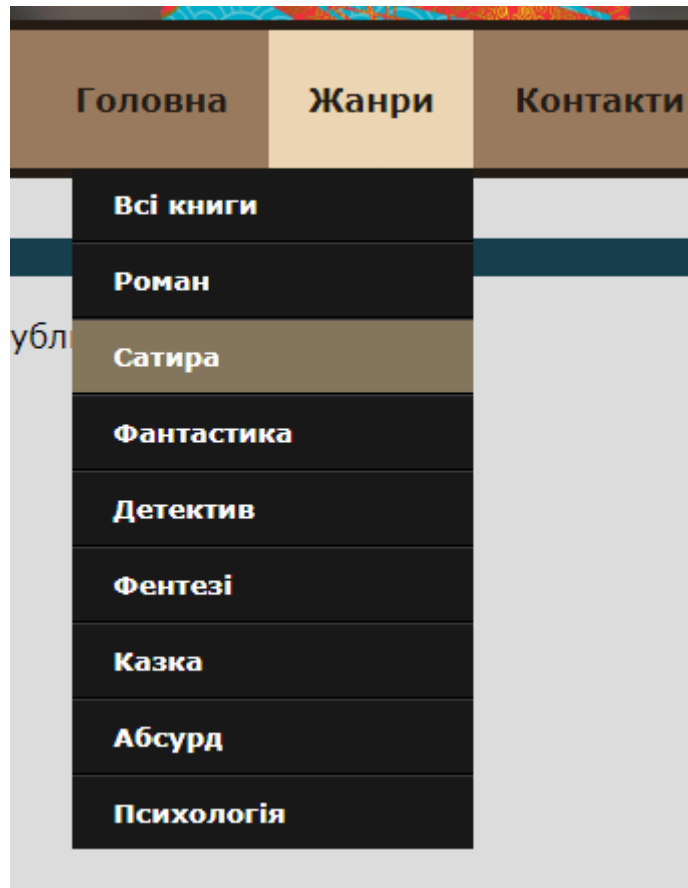 Головна Жанри Контакти
Всі книги
Роман
Сатира
Фантастика
Детектив
Фентезі
Казка
Абсурд
Психологія